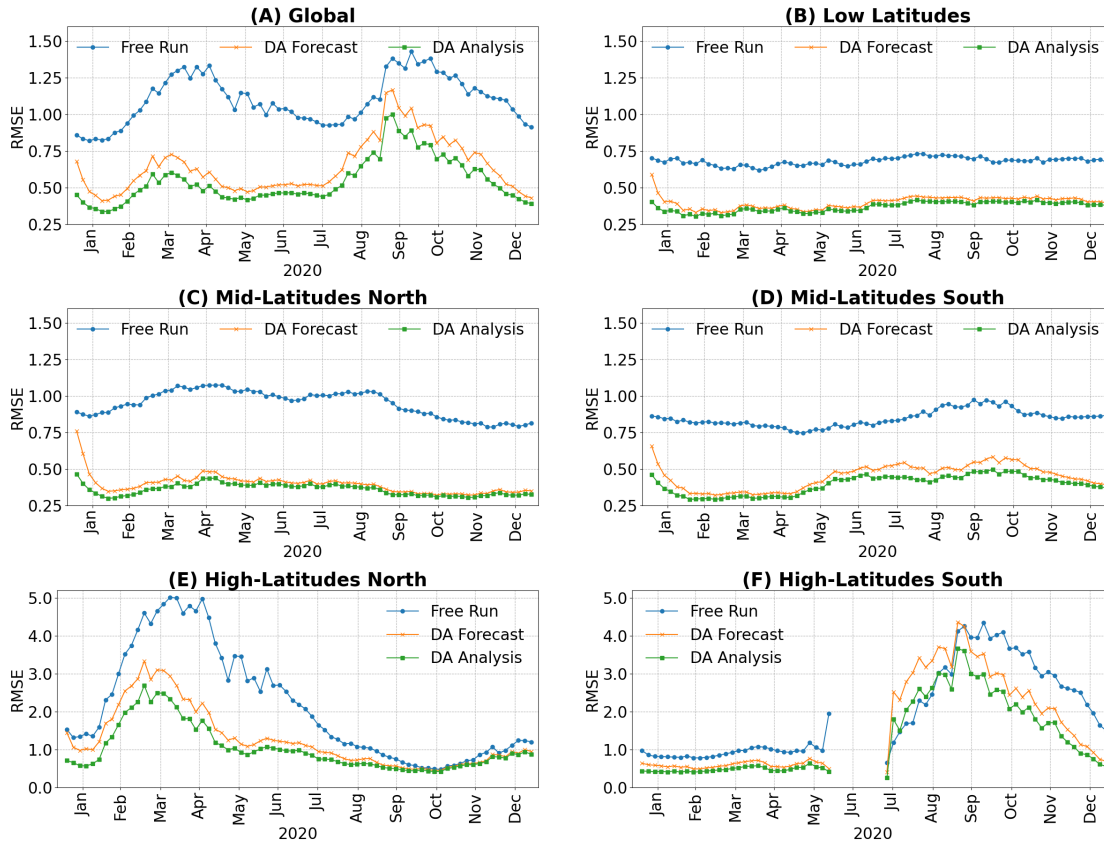 (A) Global
Free Run DA Forecast DA Analysis
1.50
1.25
1.00
0.75
0.50
0.25
RMSE
Jan Feb Mar Apr May Jun Jul Aug Sep Oct Nov Dec
2020
(B) Low Latitudes
Free Run DA Forecast DA Analysis
1.50
1.25
1.00
0.75
0.50
0.25
RMSE
Jan Feb Mar Apr May Jun Jul Aug Sep Oct Nov Dec
2020
(C) Mid-Latitudes North
Free Run DA Forecast DA Analysis
1.50
1.25
1.00
0.75
0.50
0.25
RMSE
Jan Feb Mar Apr May Jun Jul Aug Sep Oct Nov Dec
2020
(D) Mid-Latitudes South
Free Run DA Forecast DA Analysis
1.50
1.25
1.00
0.75
0.50
0.25
RMSE
Jan Feb Mar Apr May Jun Jul Aug Sep Oct Nov Dec
2020
(E) High-Latitudes North
Free Run
DA Forecast
DA Analysis
5.0
4.0
3.0
2.0
1.0
0.0
RMSE
Jan Feb Mar Apr May Jun Jul Aug Sep Oct Nov Dec
2020
(F) High-Latitudes South
Free Run
DA Forecast
DA Analysis
5.0
4.0
3.0
2.0
1.0
0.0
RMSE
Jan Feb Mar Apr May Jun Jul Aug Sep Oct Nov Dec
2020